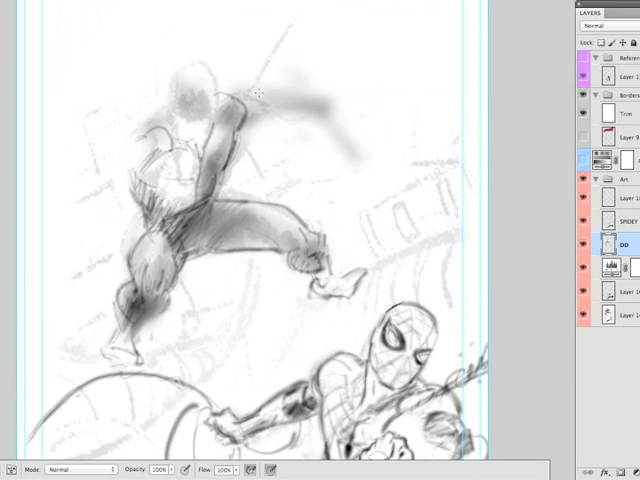 LAYERS
Normal
Lock:
Referen
Layer 1
Borders
Trim
Layer 9
Art
Layer 1
SPIDEY
DD
Layer 1
Layer 1
Mode: Normal Opacity: 100% Flow: 100%
fx